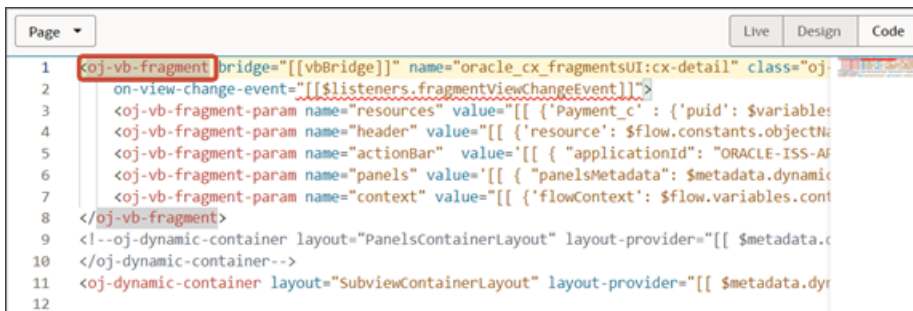 Page
Live Design Code
1 <oj-vb-fragment bridge="[[vbBridge]]" name="oracle_cx_fragmentsUI:cx-detail" class="oj-
2 on-view-change-event="[[$listeners.fragmentViewChangeEvent]]">
3 <oj-vb-fragment-param name="resources" value="[[ {'Payment_c' : {'puid': $variables
4 <oj-vb-fragment-param name="header" value="[[ {'resource': $flow.constants.objectNa
5 <oj-vb-fragment-param name="actionBar" value='[[ { "applicationId": "ORACLE-ISS-AP
6 <oj-vb-fragment-param name="panels" value='[[ { "panelsMetadata": $metadata.dynamic
7 <oj-vb-fragment-param name="context" value="[[ {'flowContext': $flow.variables.cont
8 </oj-vb-fragment>
9 <!--oj-dynamic-container layout="PanelsContainerLayout" layout-provider="[[ $metadata.d
10 </oj-dynamic-container-->
11 <oj-dynamic-container layout="SubviewContainerLayout" layout-provider="[[ $metadata.dyn
12